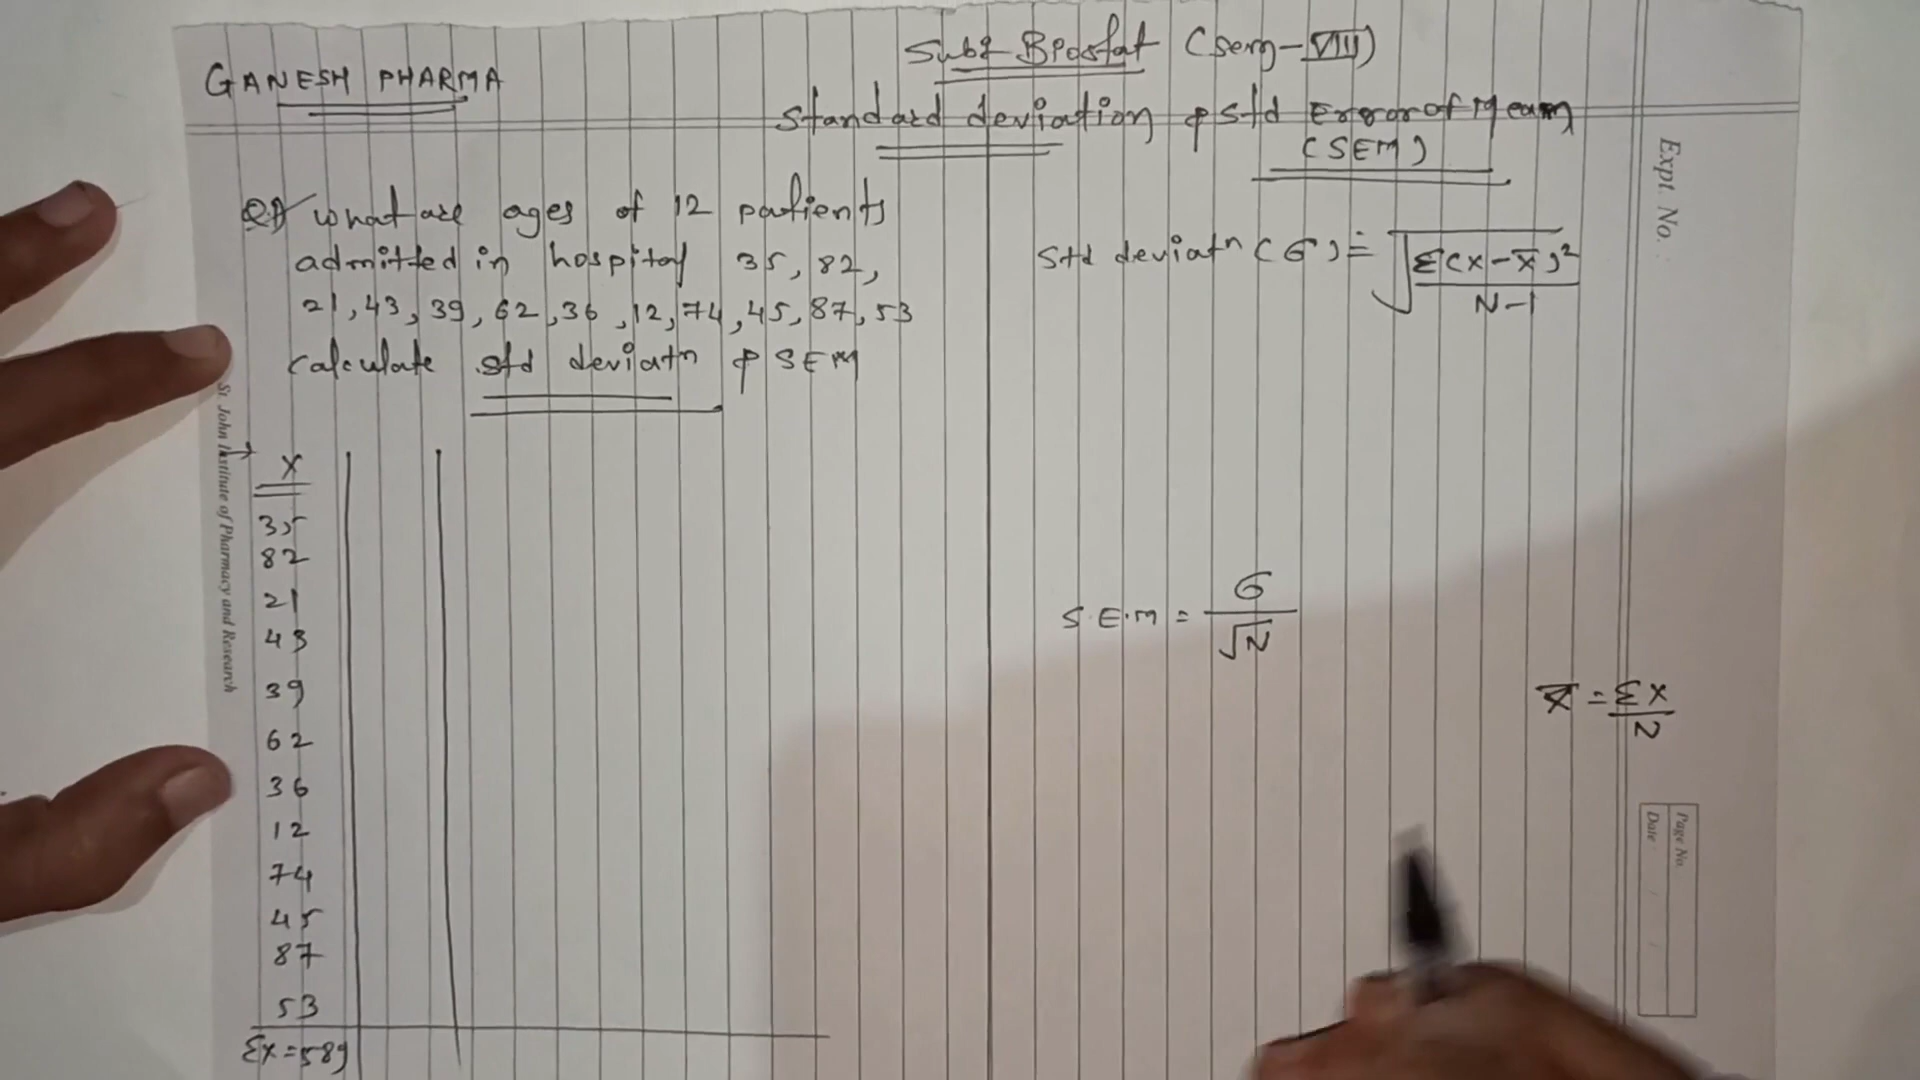 GANESH PHARMA
Sub:- Biostat (Sem-VIII)
Standard deviation & Std Error of Mean
(SEM)
Q.1) What are ages of 12 patients
admitted in hospital 35, 82,
21, 43, 39, 62, 36, 12, 74, 45, 87, 53
calculate std deviatn & SEM
Std deviatn (σ) = √Σ(x-x̄)²
N-1
X
35
82
21
43
39
62
36
12
74
45
87
53
Σx = 589
S.E.M = σ
√N
x̄ = Σx
N
Expt. No.
Page No.
Date
St. John Institute of Pharmacy and Research